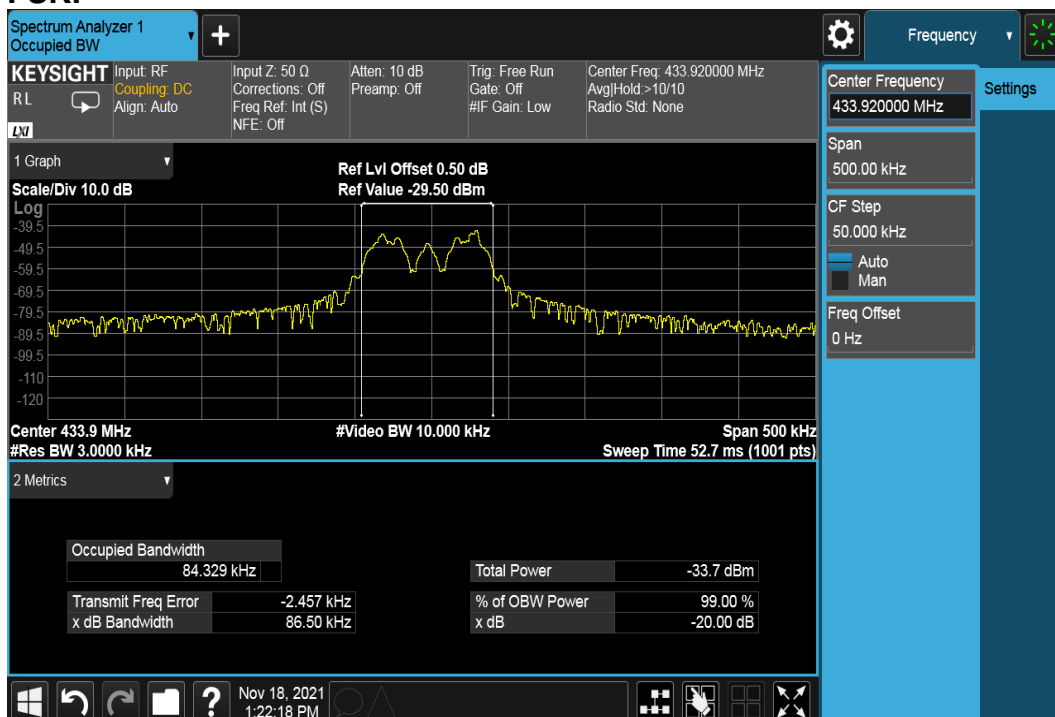 Spectrum Analyzer 1
Occupied BW
+
Frequency
KEYSIGHT
RL
LXI
Input: RF
Coupling: DC
Align: Auto
Input Z: 50 Ω
Corrections: Off
Freq Ref: Int (S)
NFE: Off
Atten: 10 dB
Preamp: Off
Trig: Free Run
Gate: Off
#IF Gain: Low
Center Freq: 433.920000 MHz
Avg|Hold:>10/10
Radio Std: None
Center Frequency
433.920000 MHz
Settings
Span
500.00 kHz
CF Step
50.000 kHz
Auto
Man
Freq Offset
0 Hz
1 Graph
Scale/Div 10.0 dB
Ref Lvl Offset 0.50 dB
Ref Value -29.50 dBm
Log
-39.5
-49.5
-59.5
-69.5
-79.5
-89.5
-99.5
-110
-120
Center 433.9 MHz
#Video BW 10.000 kHz
Span 500 kHz
#Res BW 3.0000 kHz
Sweep Time 52.7 ms (1001 pts)
2 Metrics
Occupied Bandwidth
84.329 kHz
Total Power -33.7 dBm
Transmit Freq Error -2.457 kHz
% of OBW Power 99.00 %
x dB Bandwidth 86.50 kHz
x dB -20.00 dB
?
Nov 18, 2021
1:22:18 PM